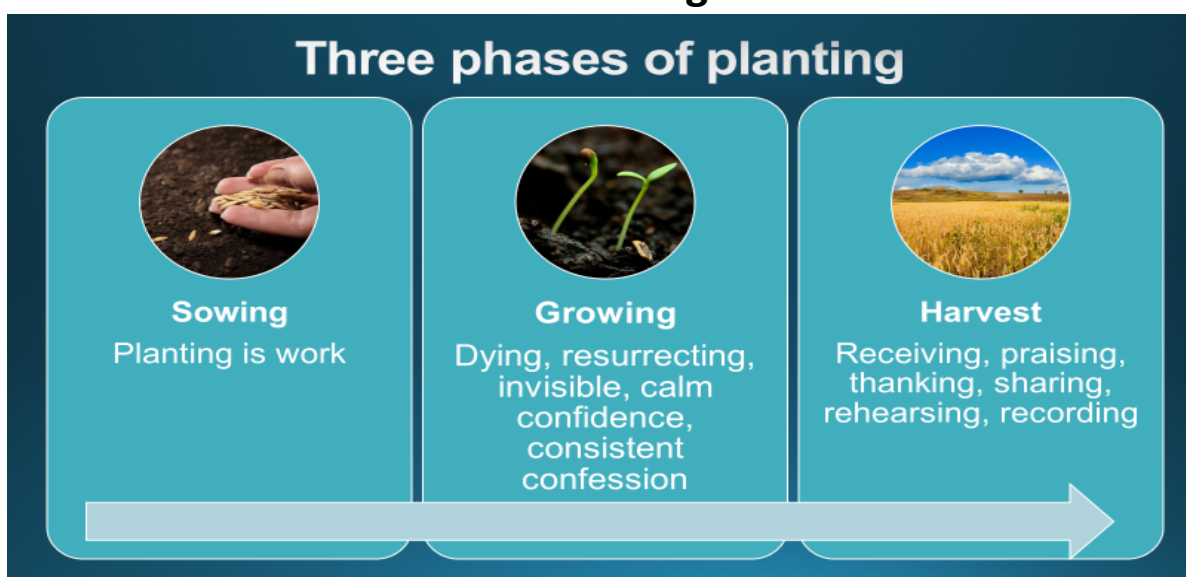 Three phases of planting
Sowing
Planting is work
Growing
Dying, resurrecting,
invisible, calm
confidence,
consistent
confession
Harvest
Receiving, praising,
thanking, sharing,
rehearsing, recording